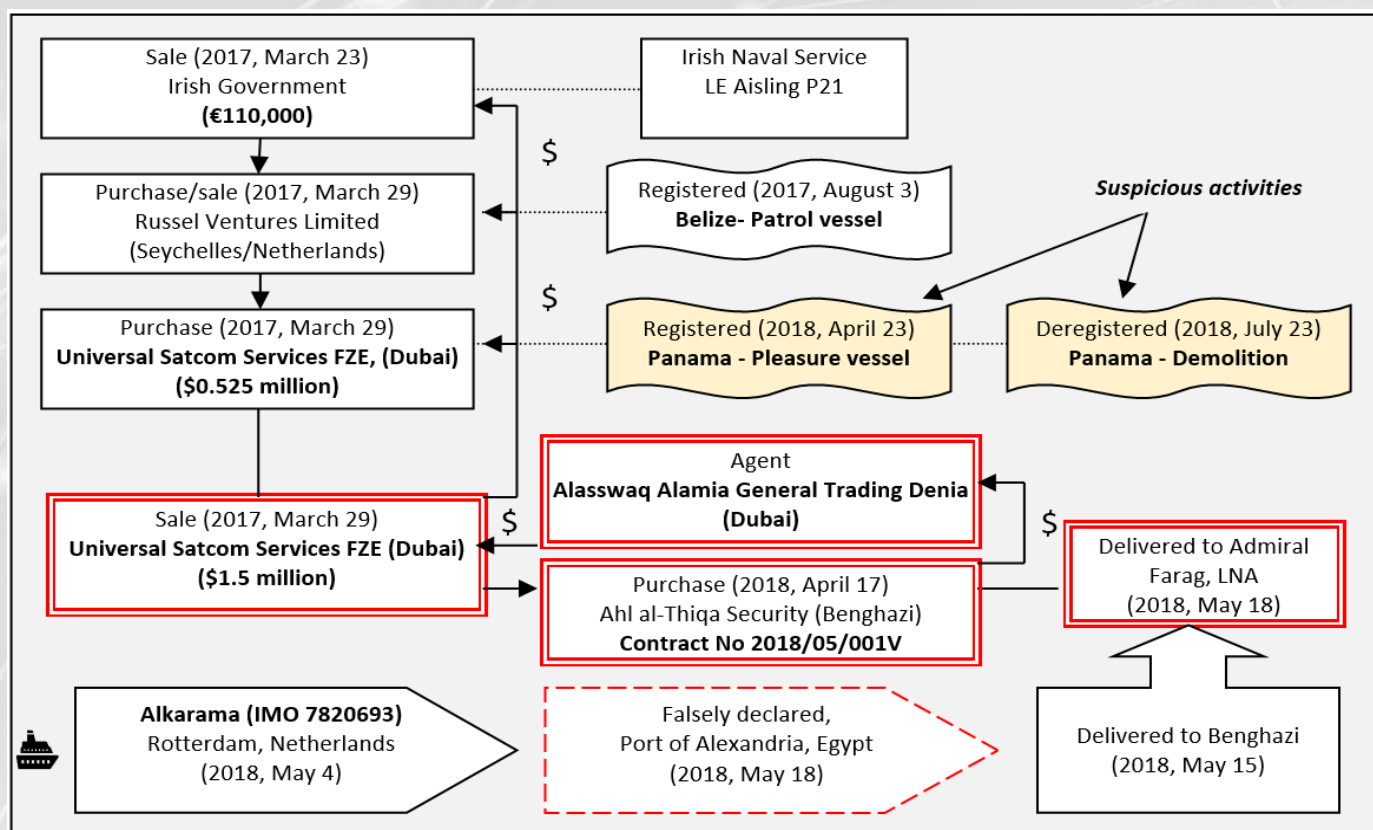 Sale (2017, March 23)
Irish Government
(€110,000)
Irish Naval Service
LE Aisling P21
$
Purchase/sale (2017, March 29)
Russel Ventures Limited
(Seychelles/Netherlands)
Registered (2017, August 3)
Belize- Patrol vessel
Suspicious activities
$
Purchase (2017, March 29)
Universal Satcom Services FZE, (Dubai)
($0.525 million)
Registered (2018, April 23)
Panama - Pleasure vessel
Deregistered (2018, July 23)
Panama - Demolition
Sale (2017, March 29)
Universal Satcom Services FZE (Dubai)
($1.5 million)
$
Agent
Alasswaq Alamia General Trading Denia
(Dubai)
$
Purchase (2018, April 17)
Ahl al-Thiqa Security (Benghazi)
Contract No 2018/05/001V
Delivered to Admiral
Farag, LNA
(2018, May 18)
Alkarama (IMO 7820693)
Rotterdam, Netherlands
(2018, May 4)
Falsely declared,
Port of Alexandria, Egypt
(2018, May 18)
Delivered to Benghazi
(2018, May 15)